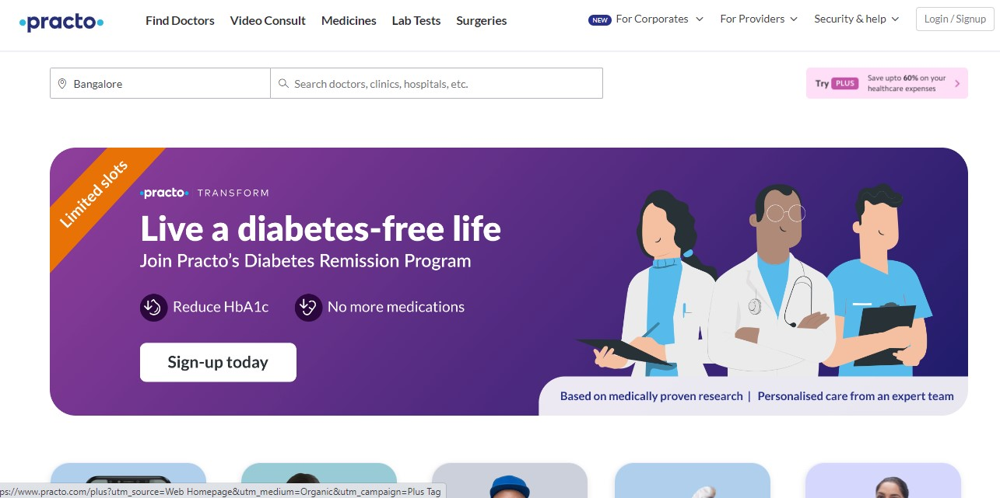 practo
Find Doctors
Video Consult
Medicines
Lab Tests
Surgeries
NEW For Corporates
For Providers
Security & help
Login / Signup
Bangalore
Search doctors, clinics, hospitals, etc.
Try PLUS
Save upto 60% on your
healthcare expenses
Limited slots
practo TRANSFORM
Live a diabetes-free life
Join Practo’s Diabetes Remission Program
Reduce HbA1c
No more medications
Sign-up today
Based on medically proven research | Personalised care from an expert team
ps://www.practo.com/plus?utm_source=Web Homepage&utm_medium=Organic&utm_campaign=Plus Tag